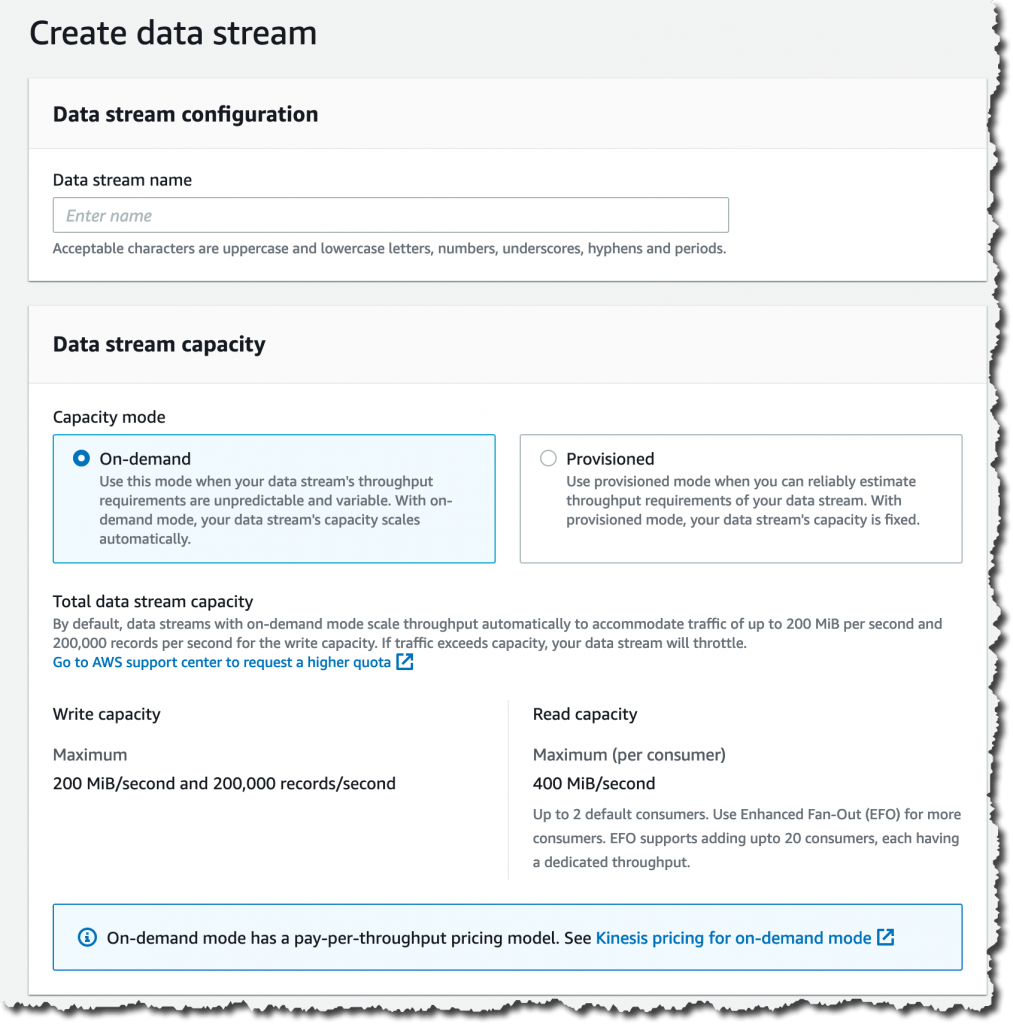 Create data stream
Data stream configuration
Data stream name
Enter name
Acceptable characters are uppercase and lowercase letters, numbers, underscores, hyphens and periods.
Data stream capacity
Capacity mode
On-demand
Use this mode when your data stream's throughput
requirements are unpredictable and variable. With on-
demand mode, your data stream's capacity scales
automatically.
Provisioned
Use provisioned mode when you can reliably estimate
throughput requirements of your data stream. With
provisioned mode, your data stream's capacity is fixed.
Total data stream capacity
By default, data streams with on-demand mode scale throughput automatically to accommodate traffic of up to 200 MiB per second and
200,000 records per second for the write capacity. If traffic exceeds capacity, your data stream will throttle.
Go to AWS support center to request a higher quota
Write capacity
Maximum
200 MiB/second and 200,000 records/second
Read capacity
Maximum (per consumer)
400 MiB/second
Up to 2 default consumers. Use Enhanced Fan-Out (EFO) for more
consumers. EFO supports adding upto 20 consumers, each having
a dedicated throughput.
On-demand mode has a pay-per-throughput pricing model. See Kinesis pricing for on-demand mode